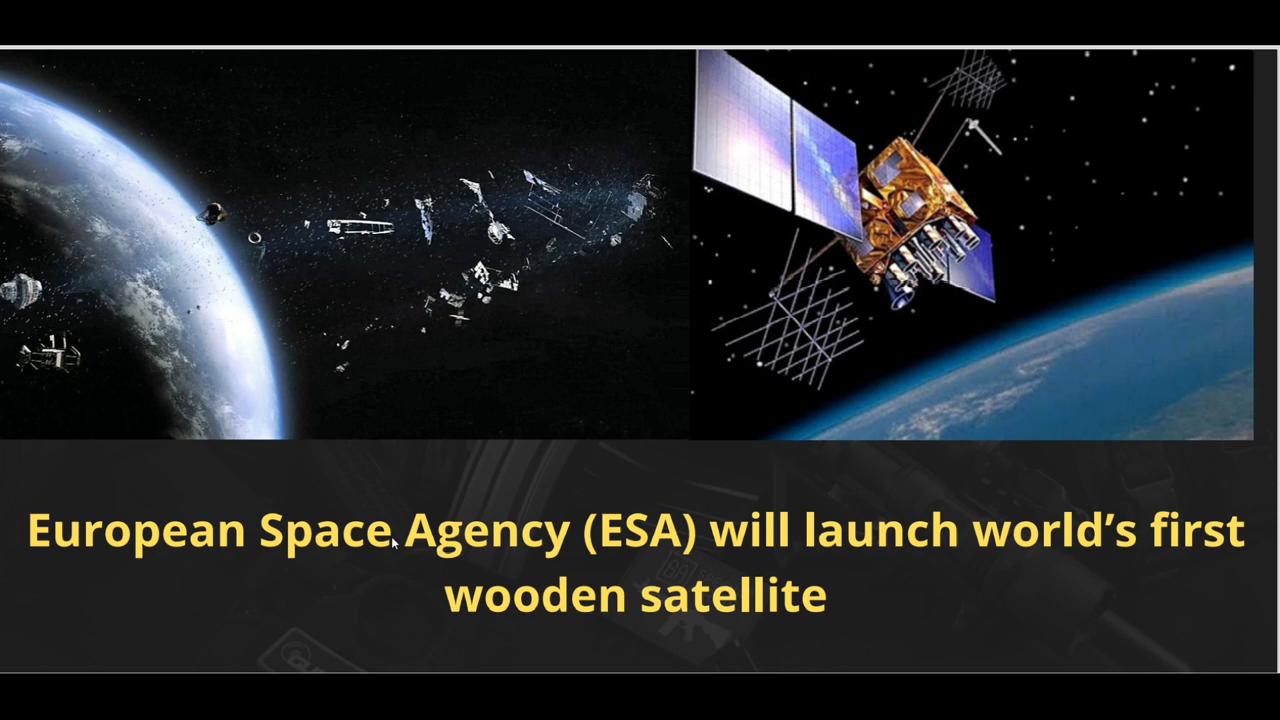 European Space Agency (ESA) will launch world’s first
wooden satellite